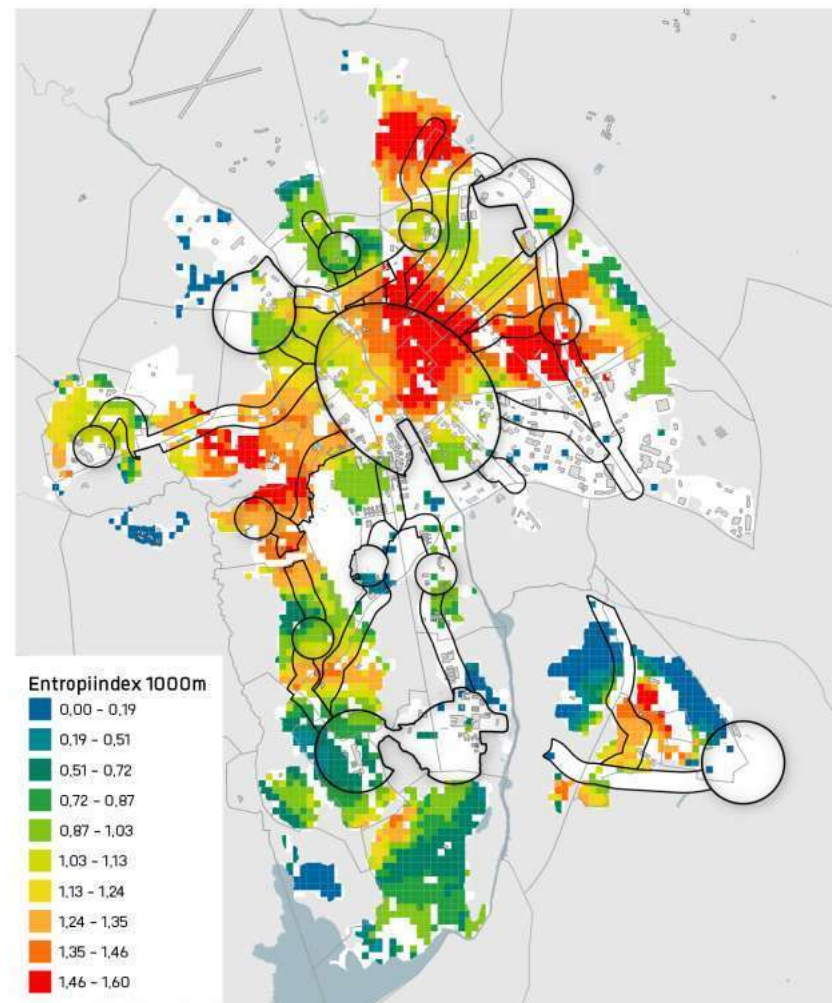 Entropiindex 1000m
0,00 – 0,19
0,19 – 0,51
0,51 – 0,72
0,72 – 0,87
0,87 – 1,03
1,03 – 1,13
1,13 – 1,24
1,24 – 1,35
1,35 – 1,46
1,46 – 1,60